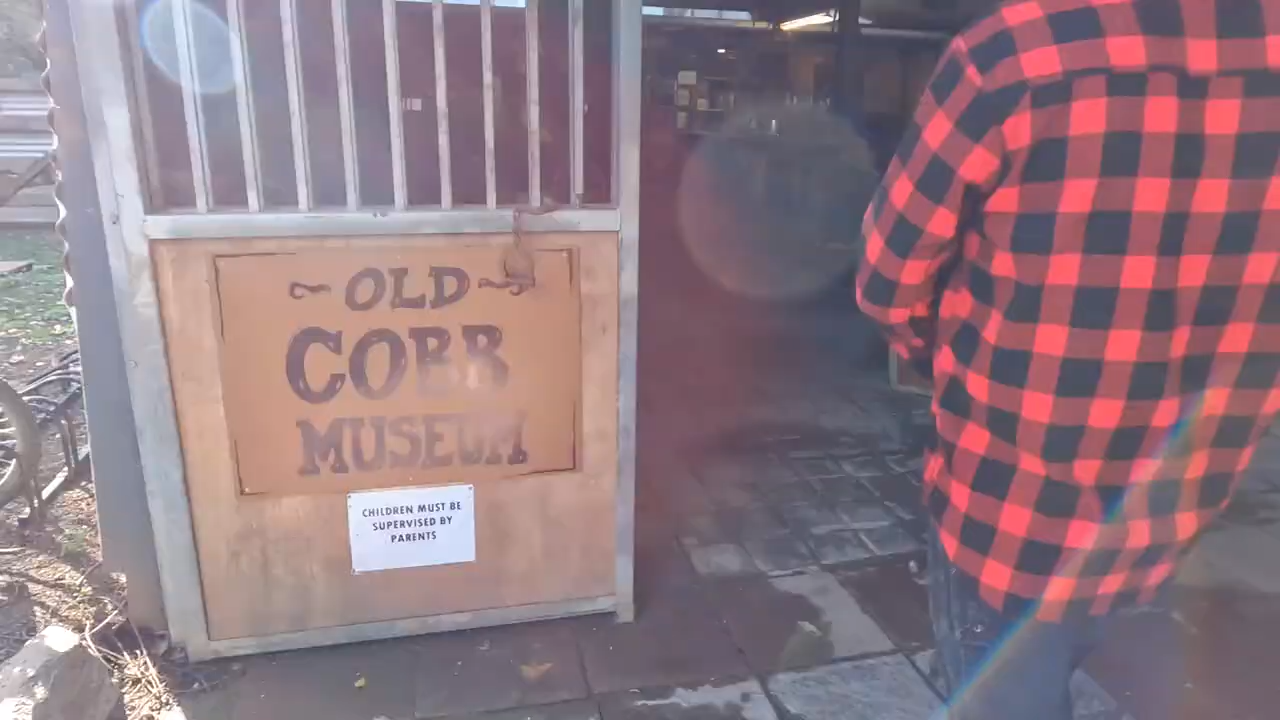 ~OLD~
COBB
MUSEUM
CHILDREN MUST BE
SUPERVISED BY
PARENTS